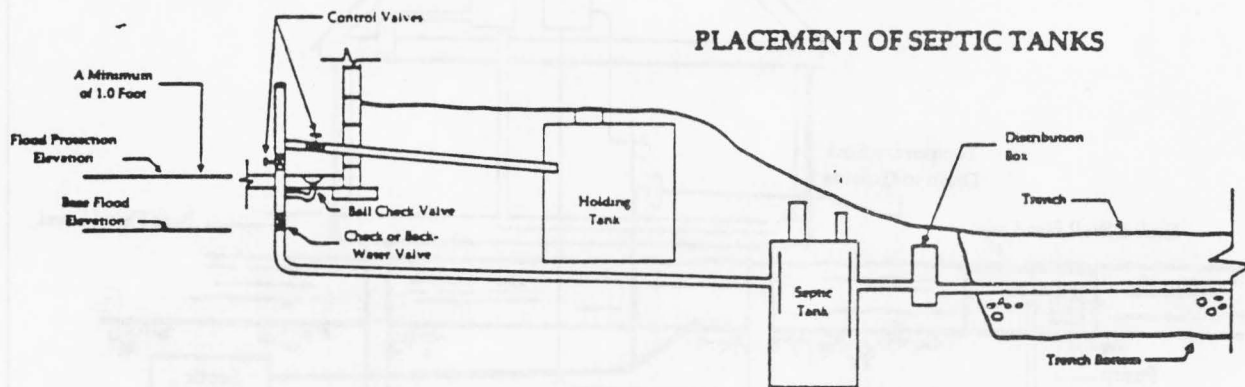 Control Valves
PLACEMENT OF SEPTIC TANKS
A Minimum
of 1.0 Foot
Flood Protection
Elevation
Distribution
Box
Base Flood
Elevation
Ball Check Valve
Holding
Tank
Trench
Check or Back-
Water Valve
Septic
Tank
Trench Bottom